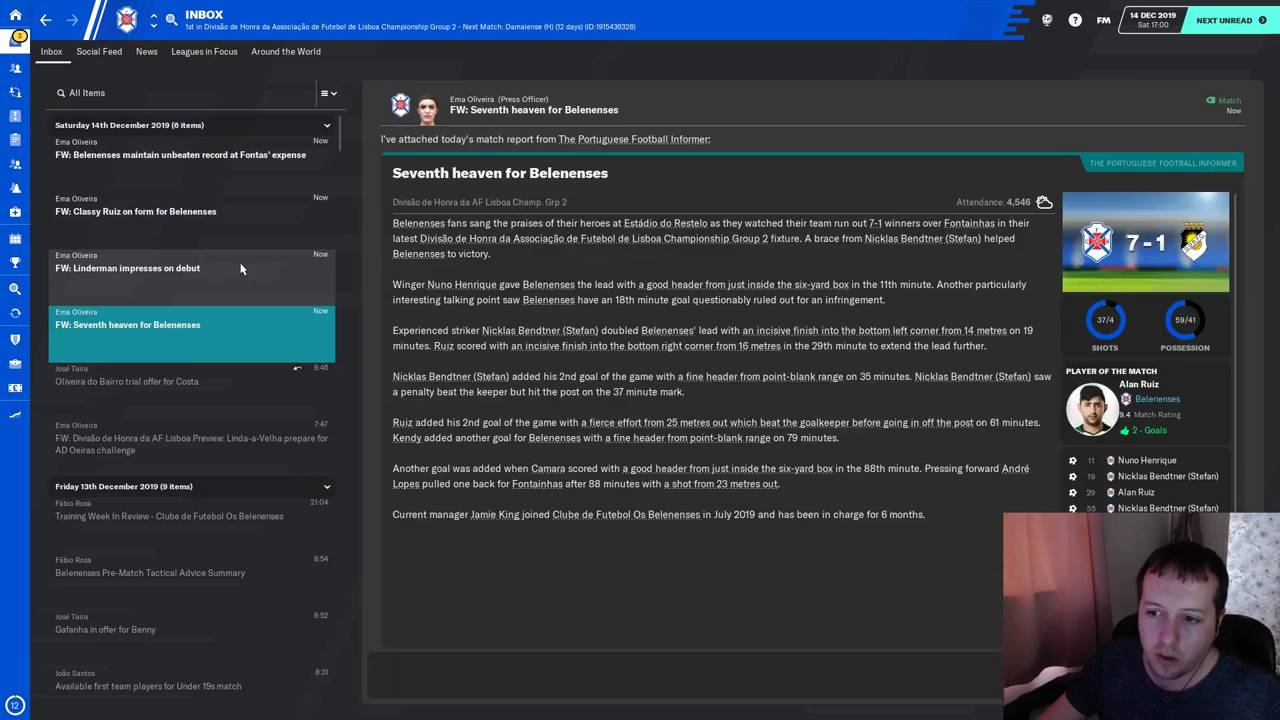 INBOX
1st in Divisão de Honra da Associação de Futebol de Lisboa Championship Group 2 - Next Match: Damaiense (H) (12 days) (ID:1915436328)
FM
14 DEC 2019
Sat 17:00
NEXT UNREAD
3
Inbox
Social Feed
News
Leagues in Focus
Around the World
All Items
Saturday 14th December 2019 (6 items)
Ema Oliveira
Now
FW: Belenenses maintain unbeaten record at Fontas' expense
Ema Oliveira
Now
FW: Classy Ruiz on form for Belenenses
Ema Oliveira
Now
FW: Linderman impresses on debut
Ema Oliveira
Now
FW: Seventh heaven for Belenenses
José Taira
8:46
Oliveira do Bairro trial offer for Costa
Ema Oliveira
7:47
FW: Divisão de Honra da AF Lisboa Preview: Linda-a-Velha prepare for
AD Oeiras challenge
Friday 13th December 2019 (9 items)
Fábio Rosa
21:04
Training Week In Review - Clube de Futebol Os Belenenses
Fábio Rosa
8:54
Belenenses Pre-Match Tactical Advice Summary
José Taira
8:52
Gafanha in offer for Benny
João Santos
8:31
Available first team players for Under 19s match
12
Ema Oliveira (Press Officer)
FW: Seventh heaven for Belenenses
Match
Now
I've attached today's match report from The Portuguese Football Informer:
THE PORTUGUESE FOOTBALL INFORMER
Seventh heaven for Belenenses
Divisão de Honra da AF Lisboa Champ. Grp 2
Attendance: 4,546
Belenenses fans sang the praises of their heroes at Estádio do Restelo as they watched their team run out 7-1 winners over Fontainhas in their
latest Divisão de Honra da Associação de Futebol de Lisboa Championship Group 2 fixture. A brace from Nicklas Bendtner (Stefan) helped
Belenenses to victory.
Winger Nuno Henrique gave Belenenses the lead with a good header from just inside the six-yard box in the 11th minute. Another particularly
interesting talking point saw Belenenses have an 18th minute goal questionably ruled out for an infringement.
Experienced striker Nicklas Bendtner (Stefan) doubled Belenenses' lead with an incisive finish into the bottom left corner from 14 metres on 19
minutes. Ruiz scored with an incisive finish into the bottom right corner from 16 metres in the 29th minute to extend the lead further.
Nicklas Bendtner (Stefan) added his 2nd goal of the game with a fine header from point-blank range on 35 minutes. Nicklas Bendtner (Stefan) saw
a penalty beat the keeper but hit the post on the 37 minute mark.
Ruiz added his 2nd goal of the game with a fierce effort from 25 metres out which beat the goalkeeper before going in off the post on 61 minutes.
Kendy added another goal for Belenenses with a fine header from point-blank range on 79 minutes.
Another goal was added when Camara scored with a good header from just inside the six-yard box in the 88th minute. Pressing forward André
Lopes pulled one back for Fontainhas after 88 minutes with a shot from 23 metres out.
Current manager Jamie King joined Clube de Futebol Os Belenenses in July 2019 and has been in charge for 6 months.
7-1
37/4
59/41
SHOTS
POSSESSION
PLAYER OF THE MATCH
Alan Ruiz
Belenenses
9.4 Match Rating
2 - Goals
11 Nuno Henrique
19 Nicklas Bendtner (Stefan)
29 Alan Ruiz
35 Nicklas Bendtner (Stefan)